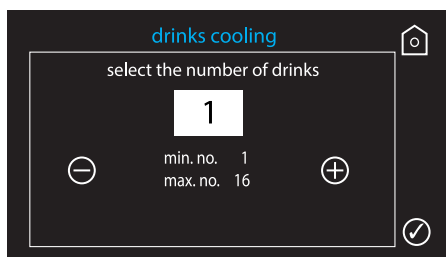 drinks cooling
select the number of drinks
1
min. no. 1
max. no. 16